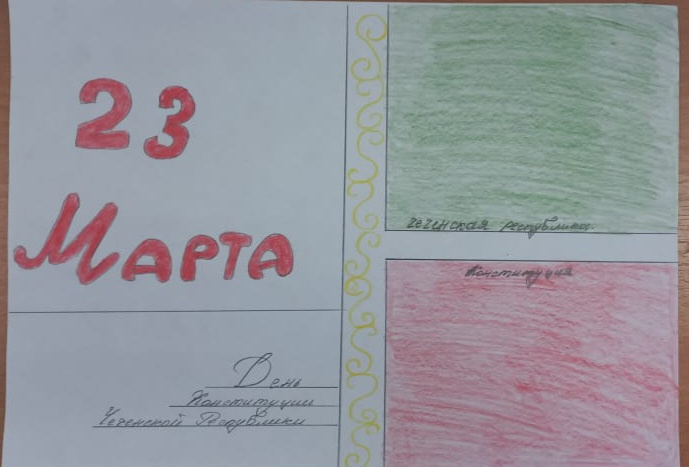 23
Марта
День
Конституции
Чеченской Республики
Чеченская Республика.
Конституция